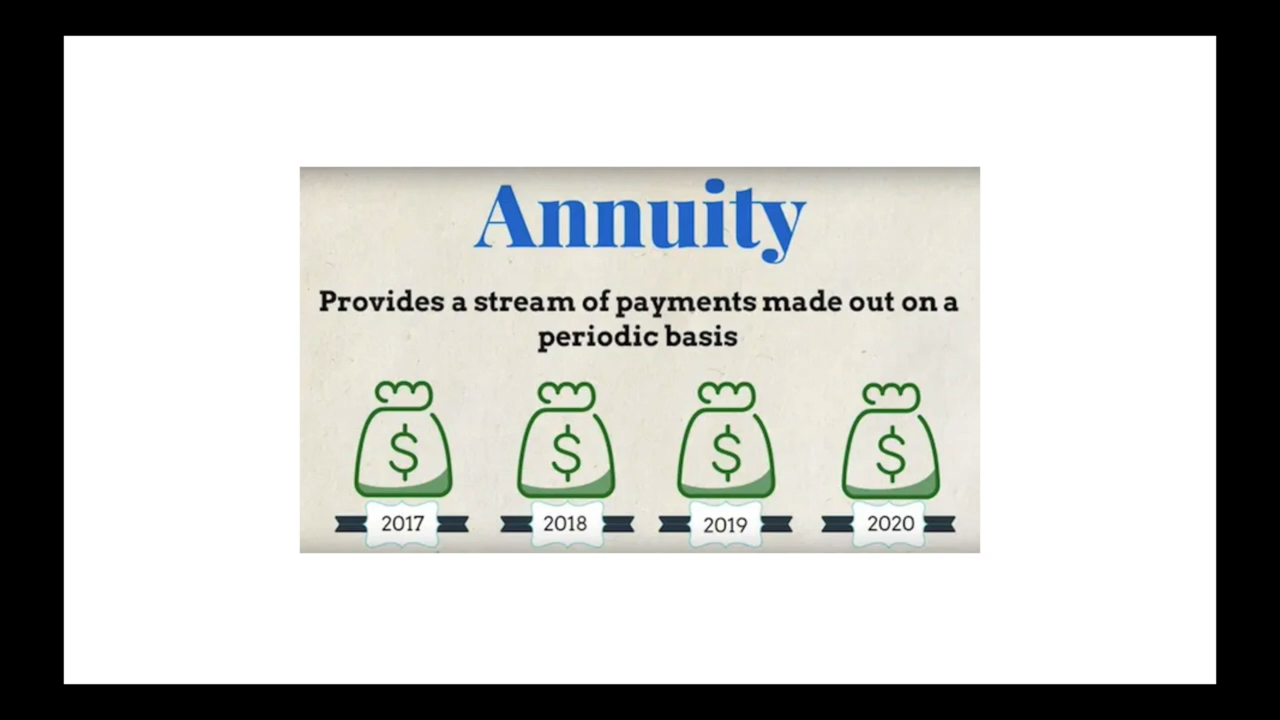 Annuity
Provides a stream of payments made out on a
periodic basis
$ $ $ $
2017 2018 2019 2020